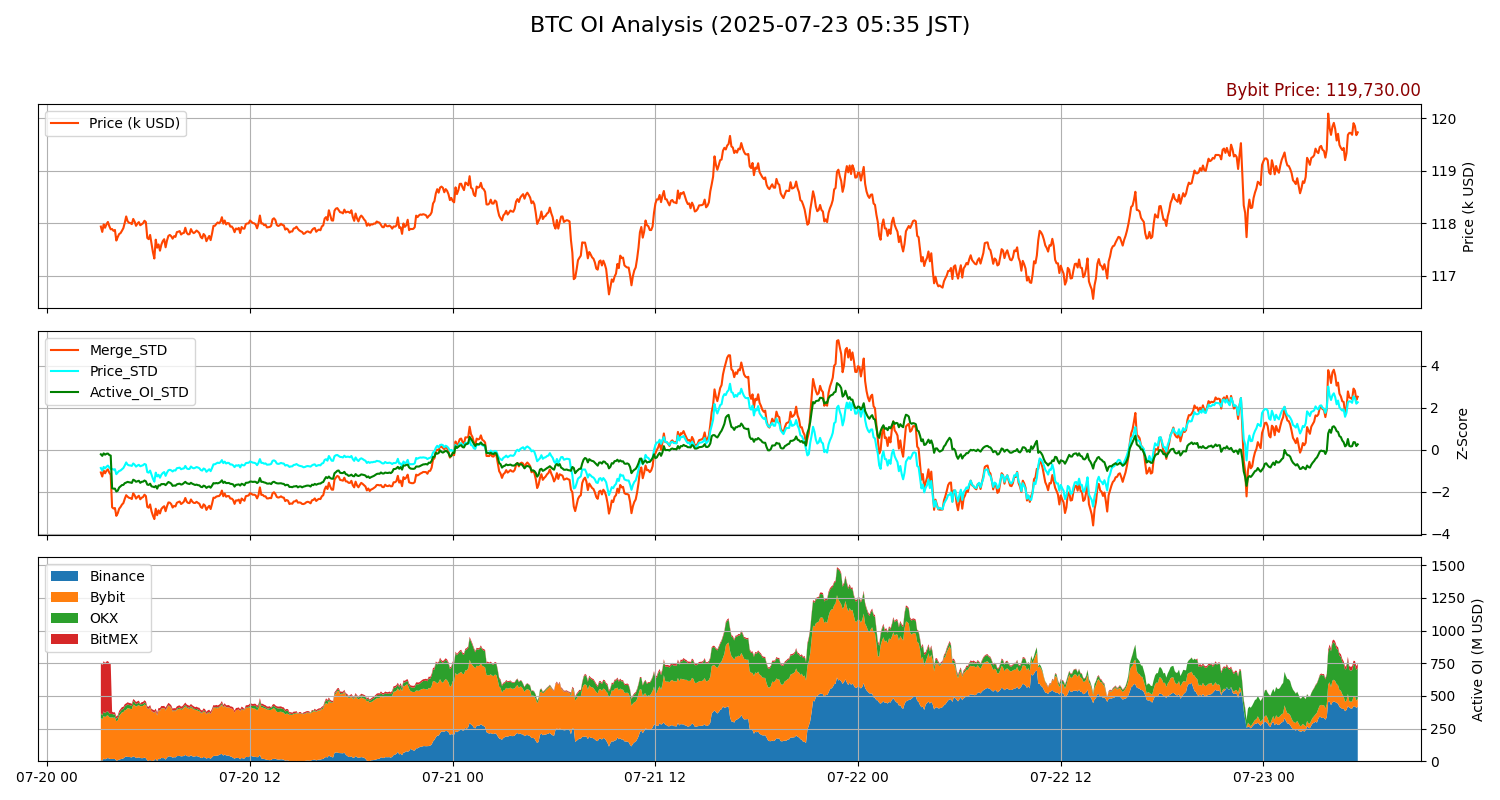 BTC OI Analysis (2025-07-23 05:35 JST)
Bybit Price: 119,730.00
Price (k USD)
120
119
118
117
Price (k USD)
Merge_STD
Price_STD
Active_OI_STD
4
2
0
−2
−4
Z-Score
Binance
Bybit
OKX
BitMEX
1500
1250
1000
750
500
250
0
Active OI (M USD)
07-20 00
07-20 12
07-21 00
07-21 12
07-22 00
07-22 12
07-23 00